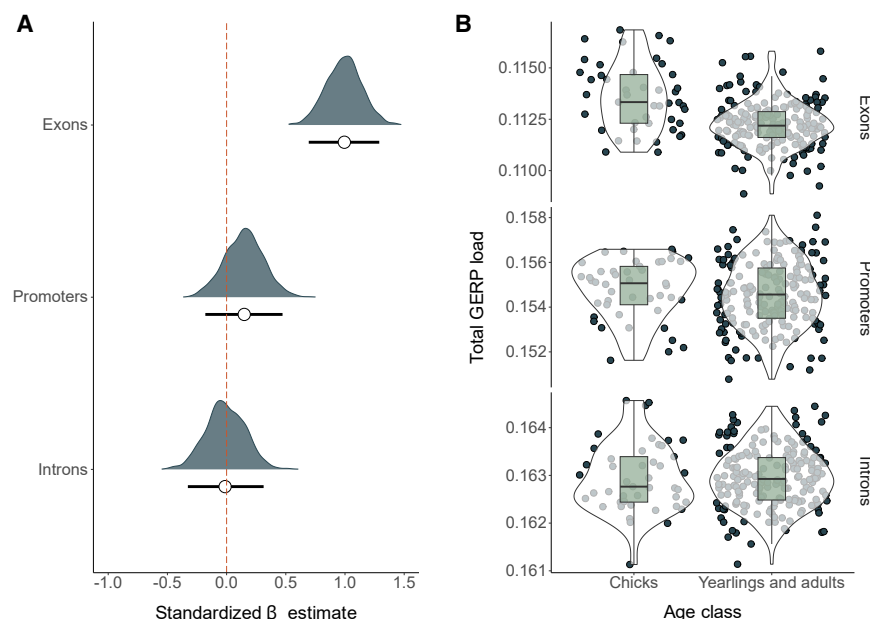 A
B
Exons
Promoters
Introns
-1.0 -0.5 0.0 0.5 1.0 1.5
Standardized β estimate
Total GERP load
0.1150
0.1125
0.1100
Exons
0.158
0.156
0.154
0.152
Promoters
0.164
0.163
0.162
0.161
Introns
Chicks Yearlings and adults
Age class